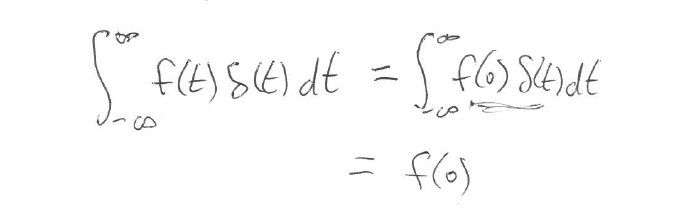 ∫_{-∞}^{∞} f(t) δ(t) dt = ∫_{-∞}^{∞} f(0) δ(t) dt
= f(0)